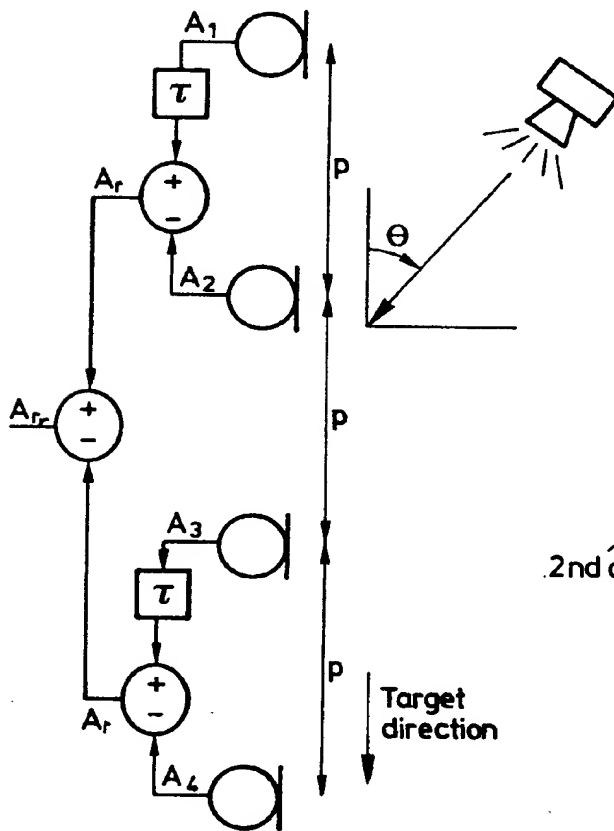 A1
τ
p
+
−
Ar
Θ
A2
+
−
Arr
p
A3
τ
.2nd
p
+
−
Ar
Target
direction
A4